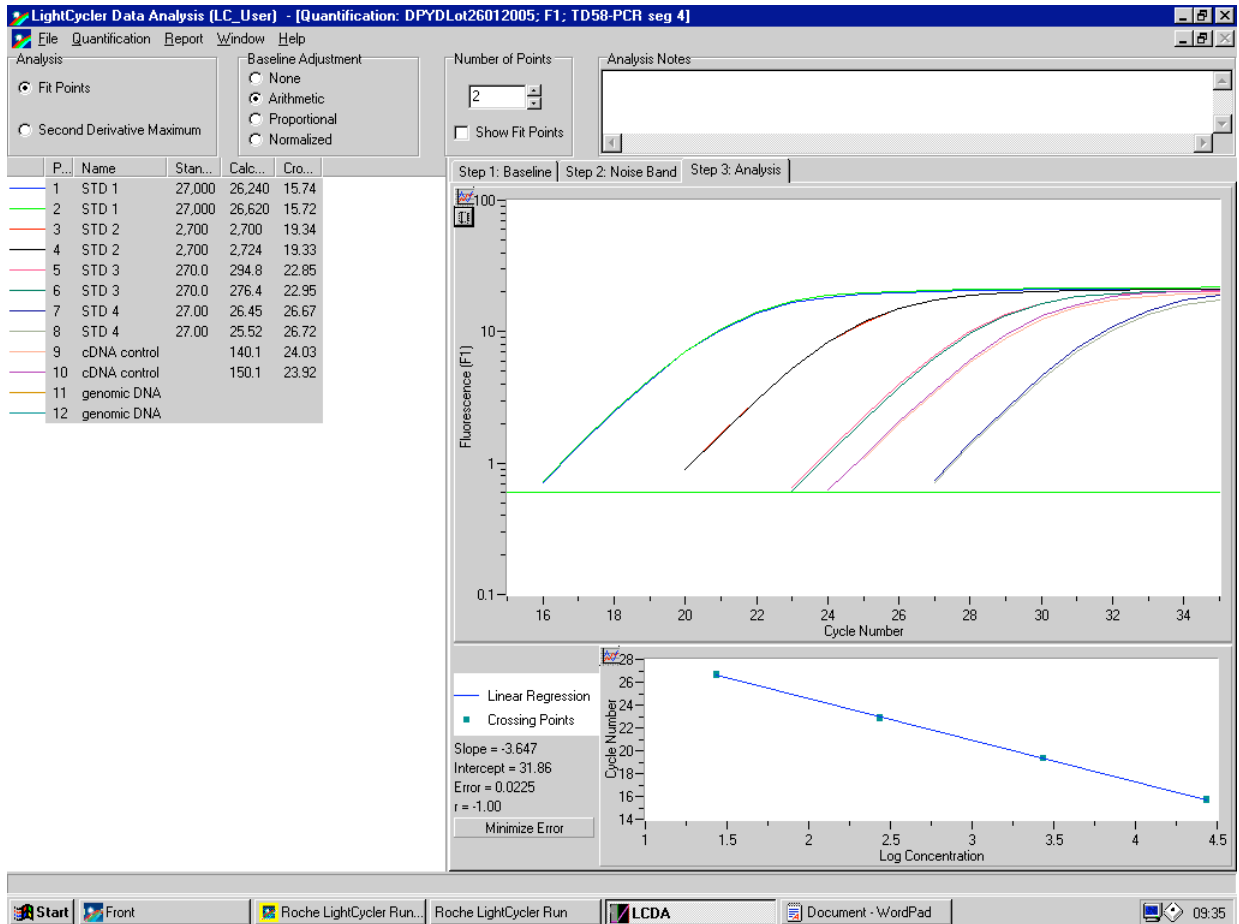 LightCycler Data Analysis (LC_User) - [Quantification: DPYDLot26012005; F1; TD58-PCR seg 4]
File Quantification Report Window Help
Analysis
Fit Points
Second Derivative Maximum
Baseline Adjustment
None
Arithmetic
Proportional
Normalized
Number of Points
2
Show Fit Points
Analysis Notes
P... Name Stan... Calc... Cro...
1 STD 1 27,000 26,240 15.74
2 STD 1 27,000 26,620 15.72
3 STD 2 2,700 2,700 19.34
4 STD 2 2,700 2,724 19.33
5 STD 3 270.0 294.8 22.85
6 STD 3 270.0 276.4 22.95
7 STD 4 27.00 26.45 26.67
8 STD 4 27.00 25.52 26.72
9 cDNA control 140.1 24.03
10 cDNA control 150.1 23.92
11 genomic DNA
12 genomic DNA
Step 1: Baseline Step 2: Noise Band Step 3: Analysis
Fluorescence (F1)
100
10
1
0.1
16 18 20 22 24 26 28 30 32 34
Cycle Number
Linear Regression
Crossing Points
Slope = -3.647
Intercept = 31.86
Error = 0.0225
r = -1.00
Minimize Error
Cycle Number
28
26
24
22
20
18
16
14
1 1.5 2 2.5 3 3.5 4 4.5
Log Concentration
Start Front Roche LightCycler Run... Roche LightCycler Run LCDA Document - WordPad 09:35